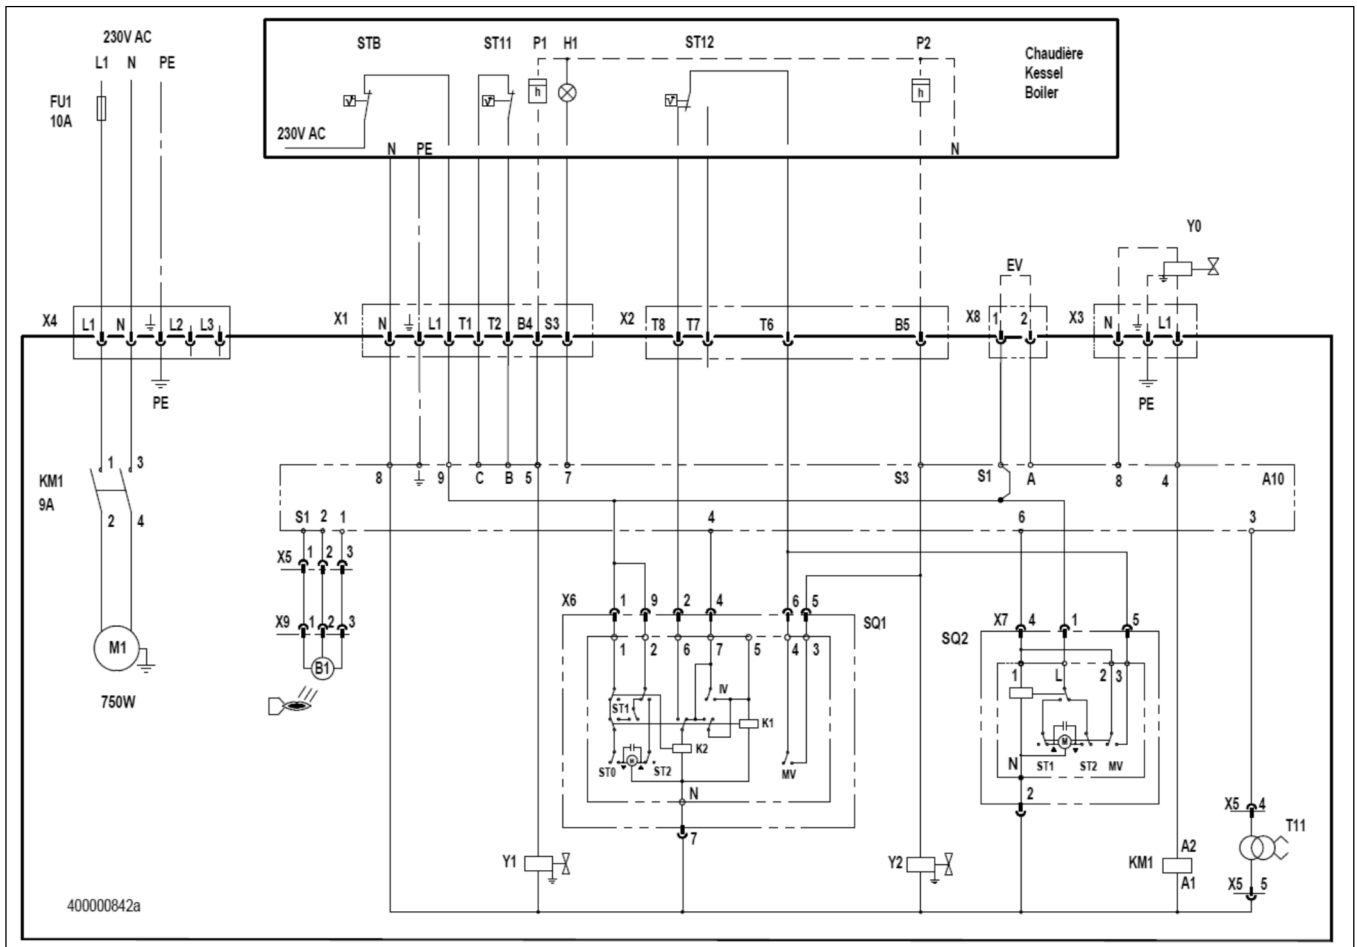 230V AC
L1 N PE
FU1
10A
STB ST11 P1 H1 ST12 P2
Chaudière
Kessel
Boiler
h h
230V AC
N PE N
Y0
EV
X4 L1 N L2 L3
X1 N L1 T1 T2 B4 S3
X2 T8 T7 T6 B5
X8 1 2
X3 N L1
PE PE
KM1
9A
1 3
2 4
8 9 C B 5 7 S3 S1 A 8 4 A10
S1 2 1 4 6 3
X5 1 2 3
X9 1 2 3
B1
M1
750W
X6 1 9 2 4 6 5 SQ1
1 2 6 7 5 4 3
IV
ST1
K1
K2
M
ST0 ST2 MV
N
7
X7 4 1 5
SQ2
1 L 2 3
M
N ST1 ST2 MV
2
X5 4
T11
Y1 Y2 KM1 A2
A1
X5 5
400000842a